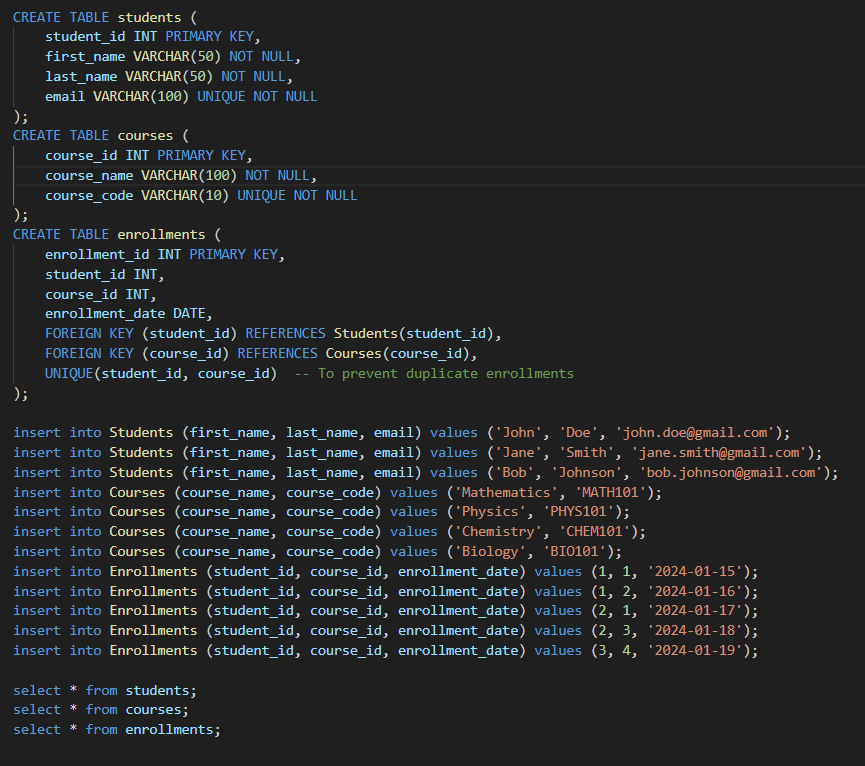 CREATE TABLE students (
    student_id INT PRIMARY KEY,
    first_name VARCHAR(50) NOT NULL,
    last_name VARCHAR(50) NOT NULL,
    email VARCHAR(100) UNIQUE NOT NULL
);
CREATE TABLE courses (
    course_id INT PRIMARY KEY,
    course_name VARCHAR(100) NOT NULL,
    course_code VARCHAR(10) UNIQUE NOT NULL
);
CREATE TABLE enrollments (
    enrollment_id INT PRIMARY KEY,
    student_id INT,
    course_id INT,
    enrollment_date DATE,
    FOREIGN KEY (student_id) REFERENCES Students(student_id),
    FOREIGN KEY (course_id) REFERENCES Courses(course_id),
    UNIQUE(student_id, course_id)  -- To prevent duplicate enrollments
);

insert into Students (first_name, last_name, email) values ('John', 'Doe', 'john.doe@gmail.com');
insert into Students (first_name, last_name, email) values ('Jane', 'Smith', 'jane.smith@gmail.com');
insert into Students (first_name, last_name, email) values ('Bob', 'Johnson', 'bob.johnson@gmail.com');
insert into Courses (course_name, course_code) values ('Mathematics', 'MATH101');
insert into Courses (course_name, course_code) values ('Physics', 'PHYS101');
insert into Courses (course_name, course_code) values ('Chemistry', 'CHEM101');
insert into Courses (course_name, course_code) values ('Biology', 'BIO101');
insert into Enrollments (student_id, course_id, enrollment_date) values (1, 1, '2024-01-15');
insert into Enrollments (student_id, course_id, enrollment_date) values (1, 2, '2024-01-16');
insert into Enrollments (student_id, course_id, enrollment_date) values (2, 1, '2024-01-17');
insert into Enrollments (student_id, course_id, enrollment_date) values (2, 3, '2024-01-18');
insert into Enrollments (student_id, course_id, enrollment_date) values (3, 4, '2024-01-19');

select * from students;
select * from courses;
select * from enrollments;